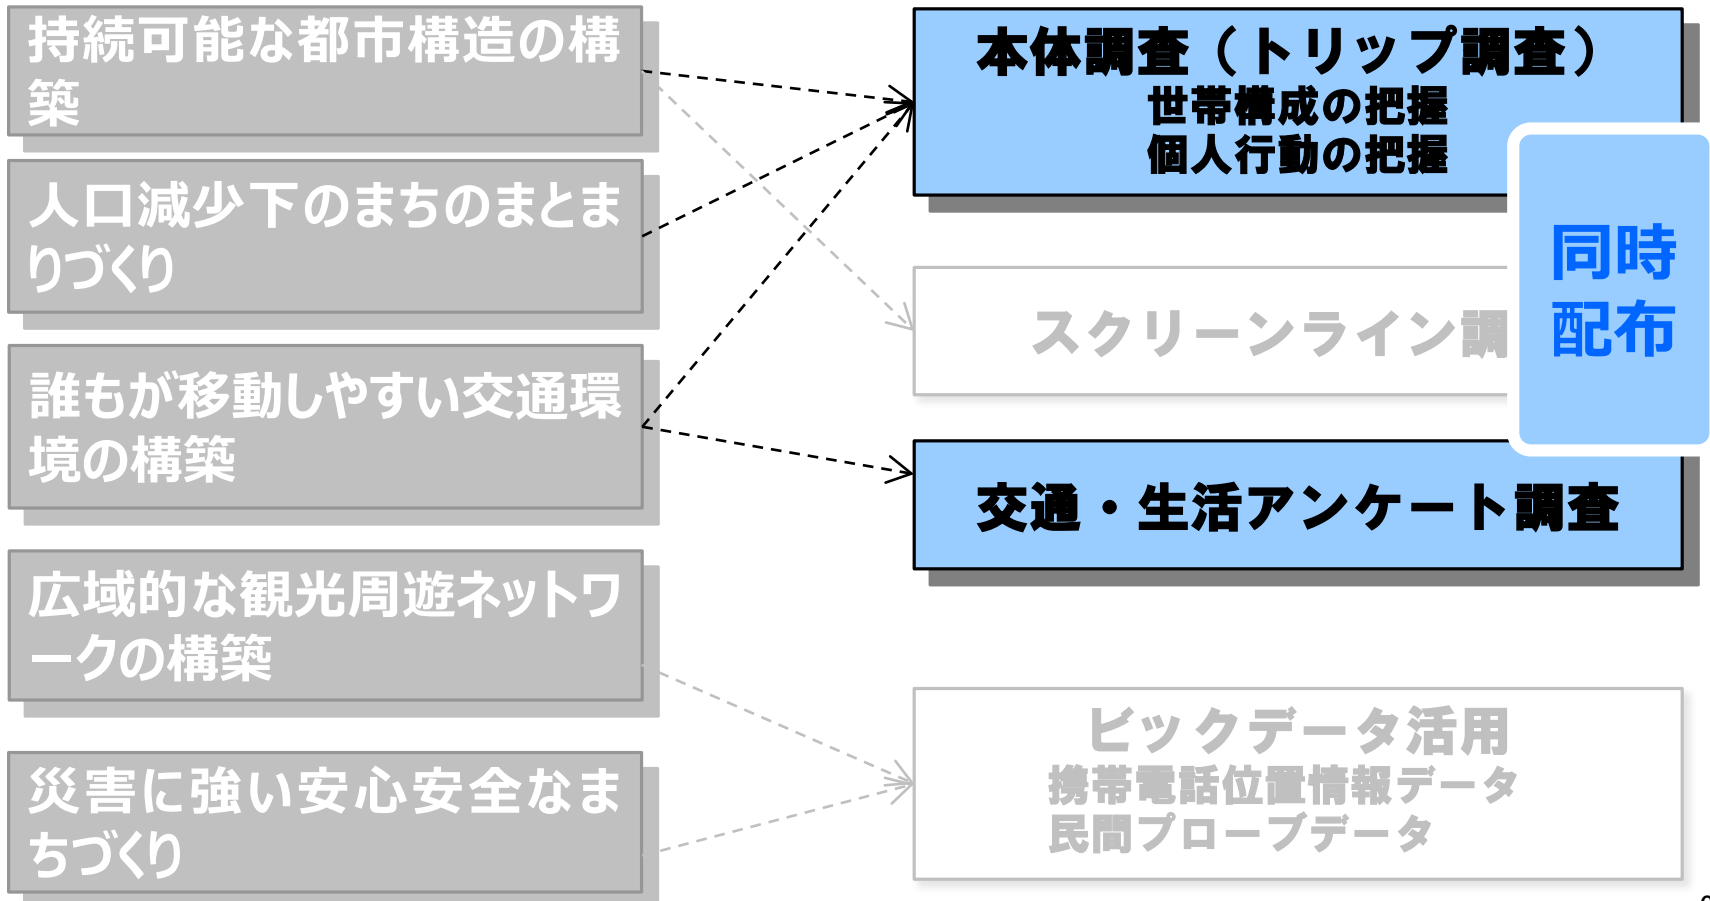 持続可能な都市構造の構
築
人口減少下のまちのまとま
りづくり
誰もが移動しやすい交通環
境の構築
広域的な観光周遊ネットワ
ークの構築
災害に強い安心安全なま
ちづくり
本体調査（トリップ調査）
世帯構成の把握
個人行動の把握
スクリーンライン調
同時
配布
交通・生活アンケート調査
ビックデータ活用
携帯電話位置情報データ
民間プローブデータ